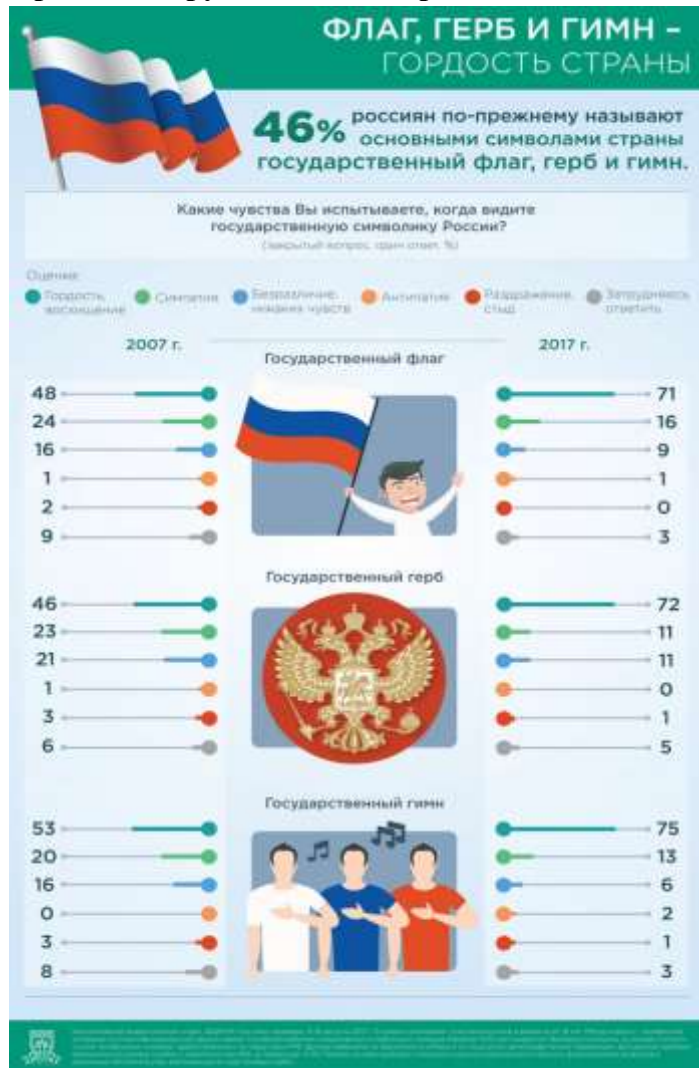 ФЛАГ, ГЕРБ И ГИМН –
ГОРДОСТЬ СТРАНЫ
46% россиян по-прежнему называют
основными символами страны
государственный флаг, герб и гимн.
Какие чувства Вы испытываете, когда видите
государственную символику России?
(закрытый вопрос, один ответ, %)
Оценка:
Гордость, Симпатия Безразличие, Антипатия Раздражение, Затрудняюсь
восхищение никаких чувств стыд ответить
2007 г. 2017 г.
Государственный флаг
48 71
24 16
16 9
1 1
2 0
9 3
Государственный герб
46 72
23 11
21 11
1 0
3 1
6 5
Государственный гимн
53 75
20 13
16 6
0 2
3 1
8 3